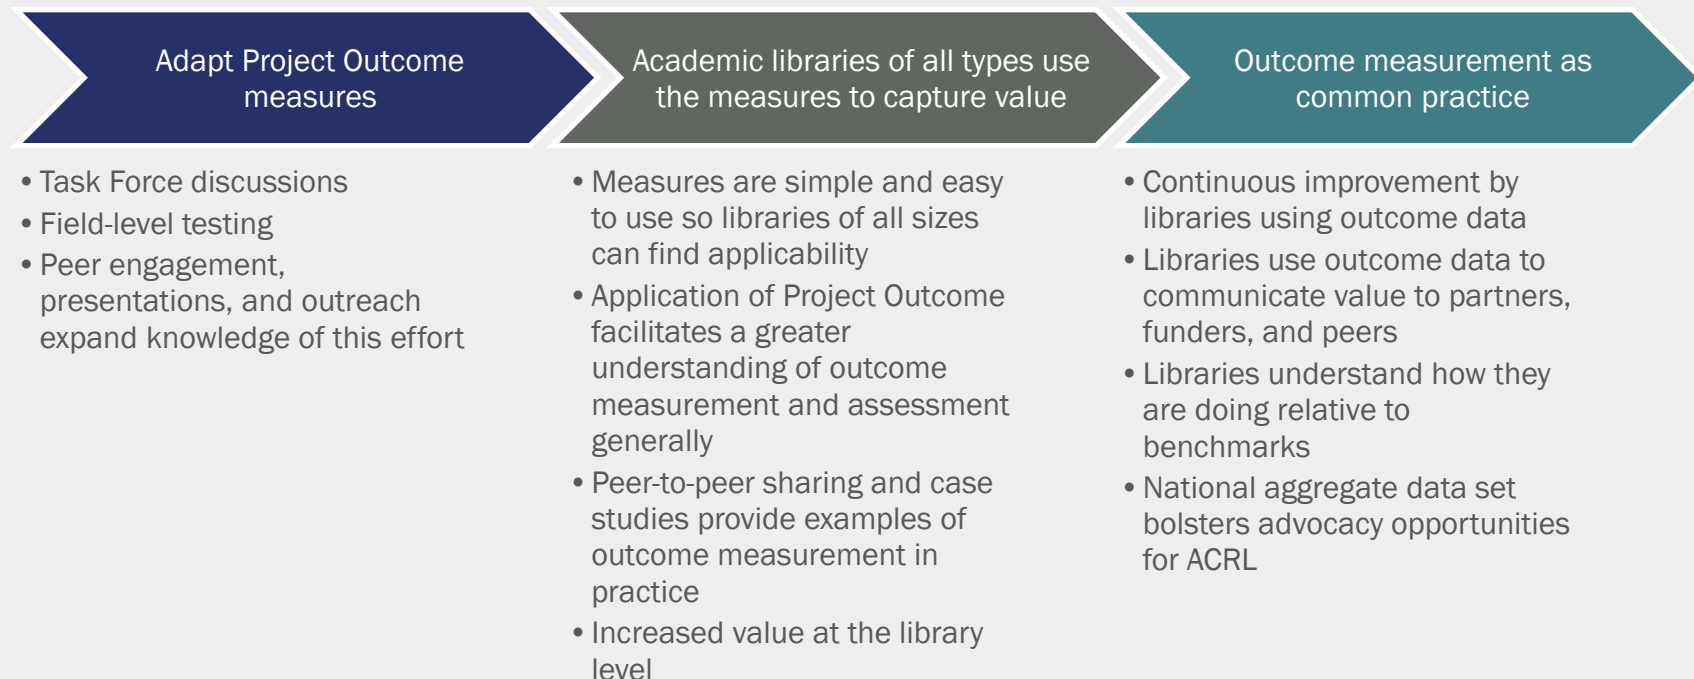 Adapt Project Outcome
measures
• Task Force discussions
• Field-level testing
• Peer engagement,
presentations, and outreach
expand knowledge of this effort
Academic libraries of all types use
the measures to capture value
• Measures are simple and easy
to use so libraries of all sizes
can find applicability
• Application of Project Outcome
facilitates a greater
understanding of outcome
measurement and assessment
generally
• Peer-to-peer sharing and case
studies provide examples of
outcome measurement in
practice
• Increased value at the library
level
Outcome measurement as
common practice
• Continuous improvement by
libraries using outcome data
• Libraries use outcome data to
communicate value to partners,
funders, and peers
• Libraries understand how they
are doing relative to
benchmarks
• National aggregate data set
bolsters advocacy opportunities
for ACRL